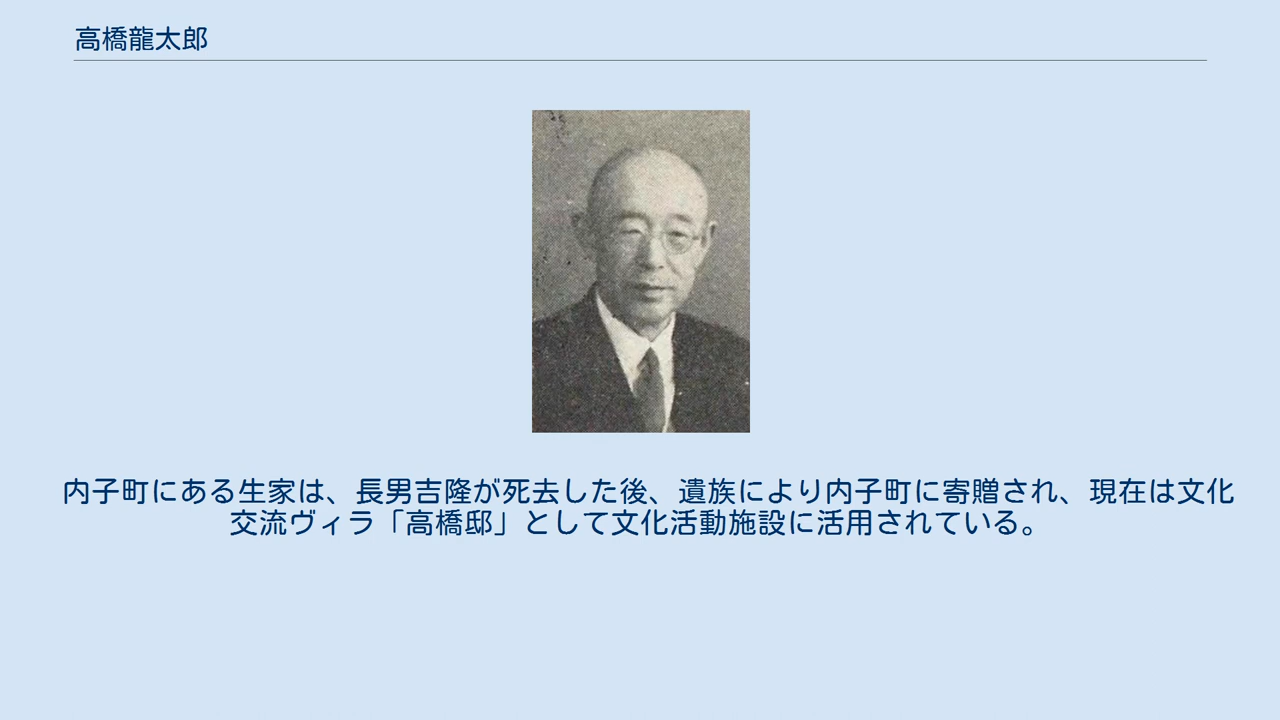 高橋龍太郎
内子町にある生家は、長男吉隆が死去した後、遺族により内子町に寄贈され、現在は文化
交流ヴィラ「高橋邸」として文化活動施設に活用されている。